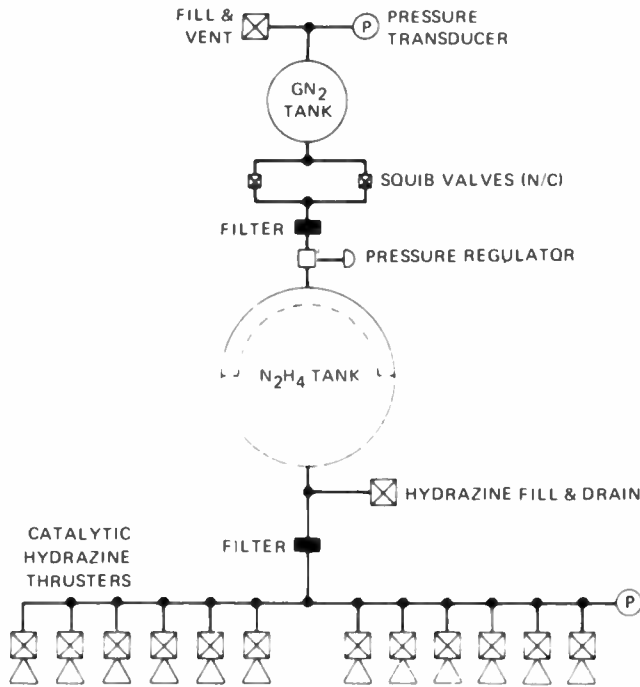 FILL &
VENT
P
PRESSURE
TRANSDUCER
GN₂
TANK
SQUIB VALVES (N/C)
FILTER
PRESSURE REGULATOR
N₂H₄ TANK
HYDRAZINE FILL & DRAIN
FILTER
CATALYTIC
HYDRAZINE
THRUSTERS
P